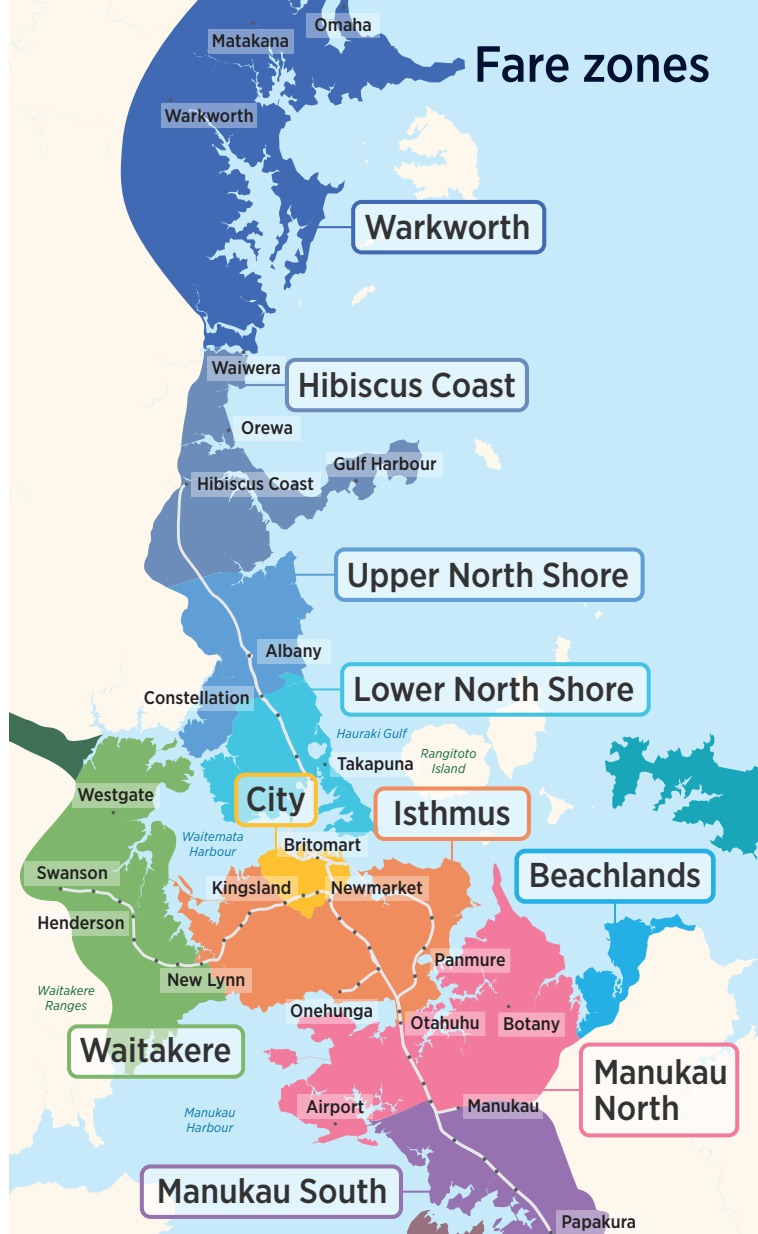 Omaha
Matakana
Fare zones
Warkworth
Warkworth
Waiwera
Hibiscus Coast
Orewa
Gulf Harbour
Hibiscus Coast
Upper North Shore
Albany
Lower North Shore
Constellation
Hauraki Gulf
Rangitoto
Island
Takapuna
Westgate
City
Isthmus
Waitemata
Harbour
Britomart
Swanson
Kingsland
Newmarket
Beachlands
Henderson
Panmure
New Lynn
Waitakere
Ranges
Onehunga
Otahuhu
Botany
Waitakere
Manukau
North
Airport
Manukau
Manukau
Harbour
Manukau South
Papakura